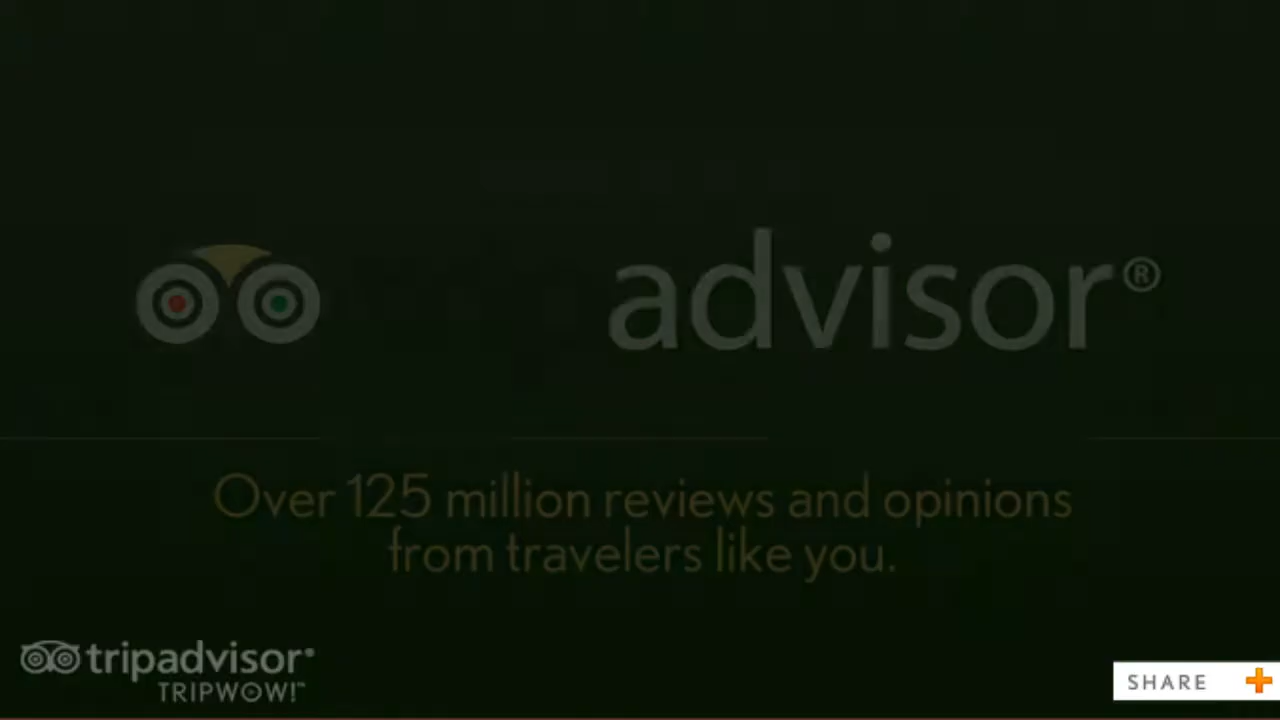 advisor®
Over 125 million reviews and opinions
from travelers like you.
tripadvisor®
TRIPWOW!™
SHARE